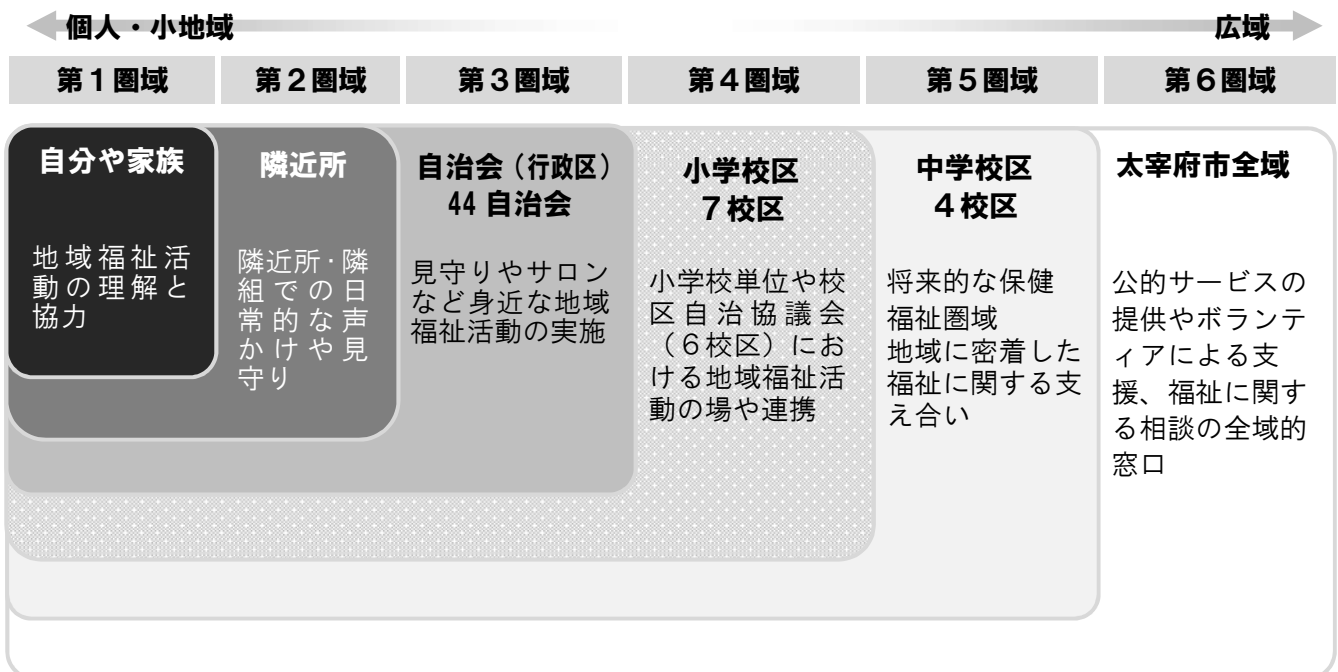 個人・小地域
広域
第1圏域
第2圏域
第3圏域
第4圏域
第5圏域
第6圏域
自分や家族
地域福祉活
動の理解と
協力
隣近所
隣近所・隣
組での日
常的な声
かけや見
守り
自治会（行政区）
44 自治会
見守りやサロン
など身近な地域
福祉活動の実施
小学校区
7校区
小学校単位や校
区自治協議会
（6校区）にお
ける地域福祉活
動の場や連携
中学校区
4校区
将来的な保健
福祉圏域
地域に密着した
福祉に関する支
え合い
太宰府市全域
公的サービスの
提供やボランテ
ィアによる支
援、福祉に関す
る相談の全域的
窓口